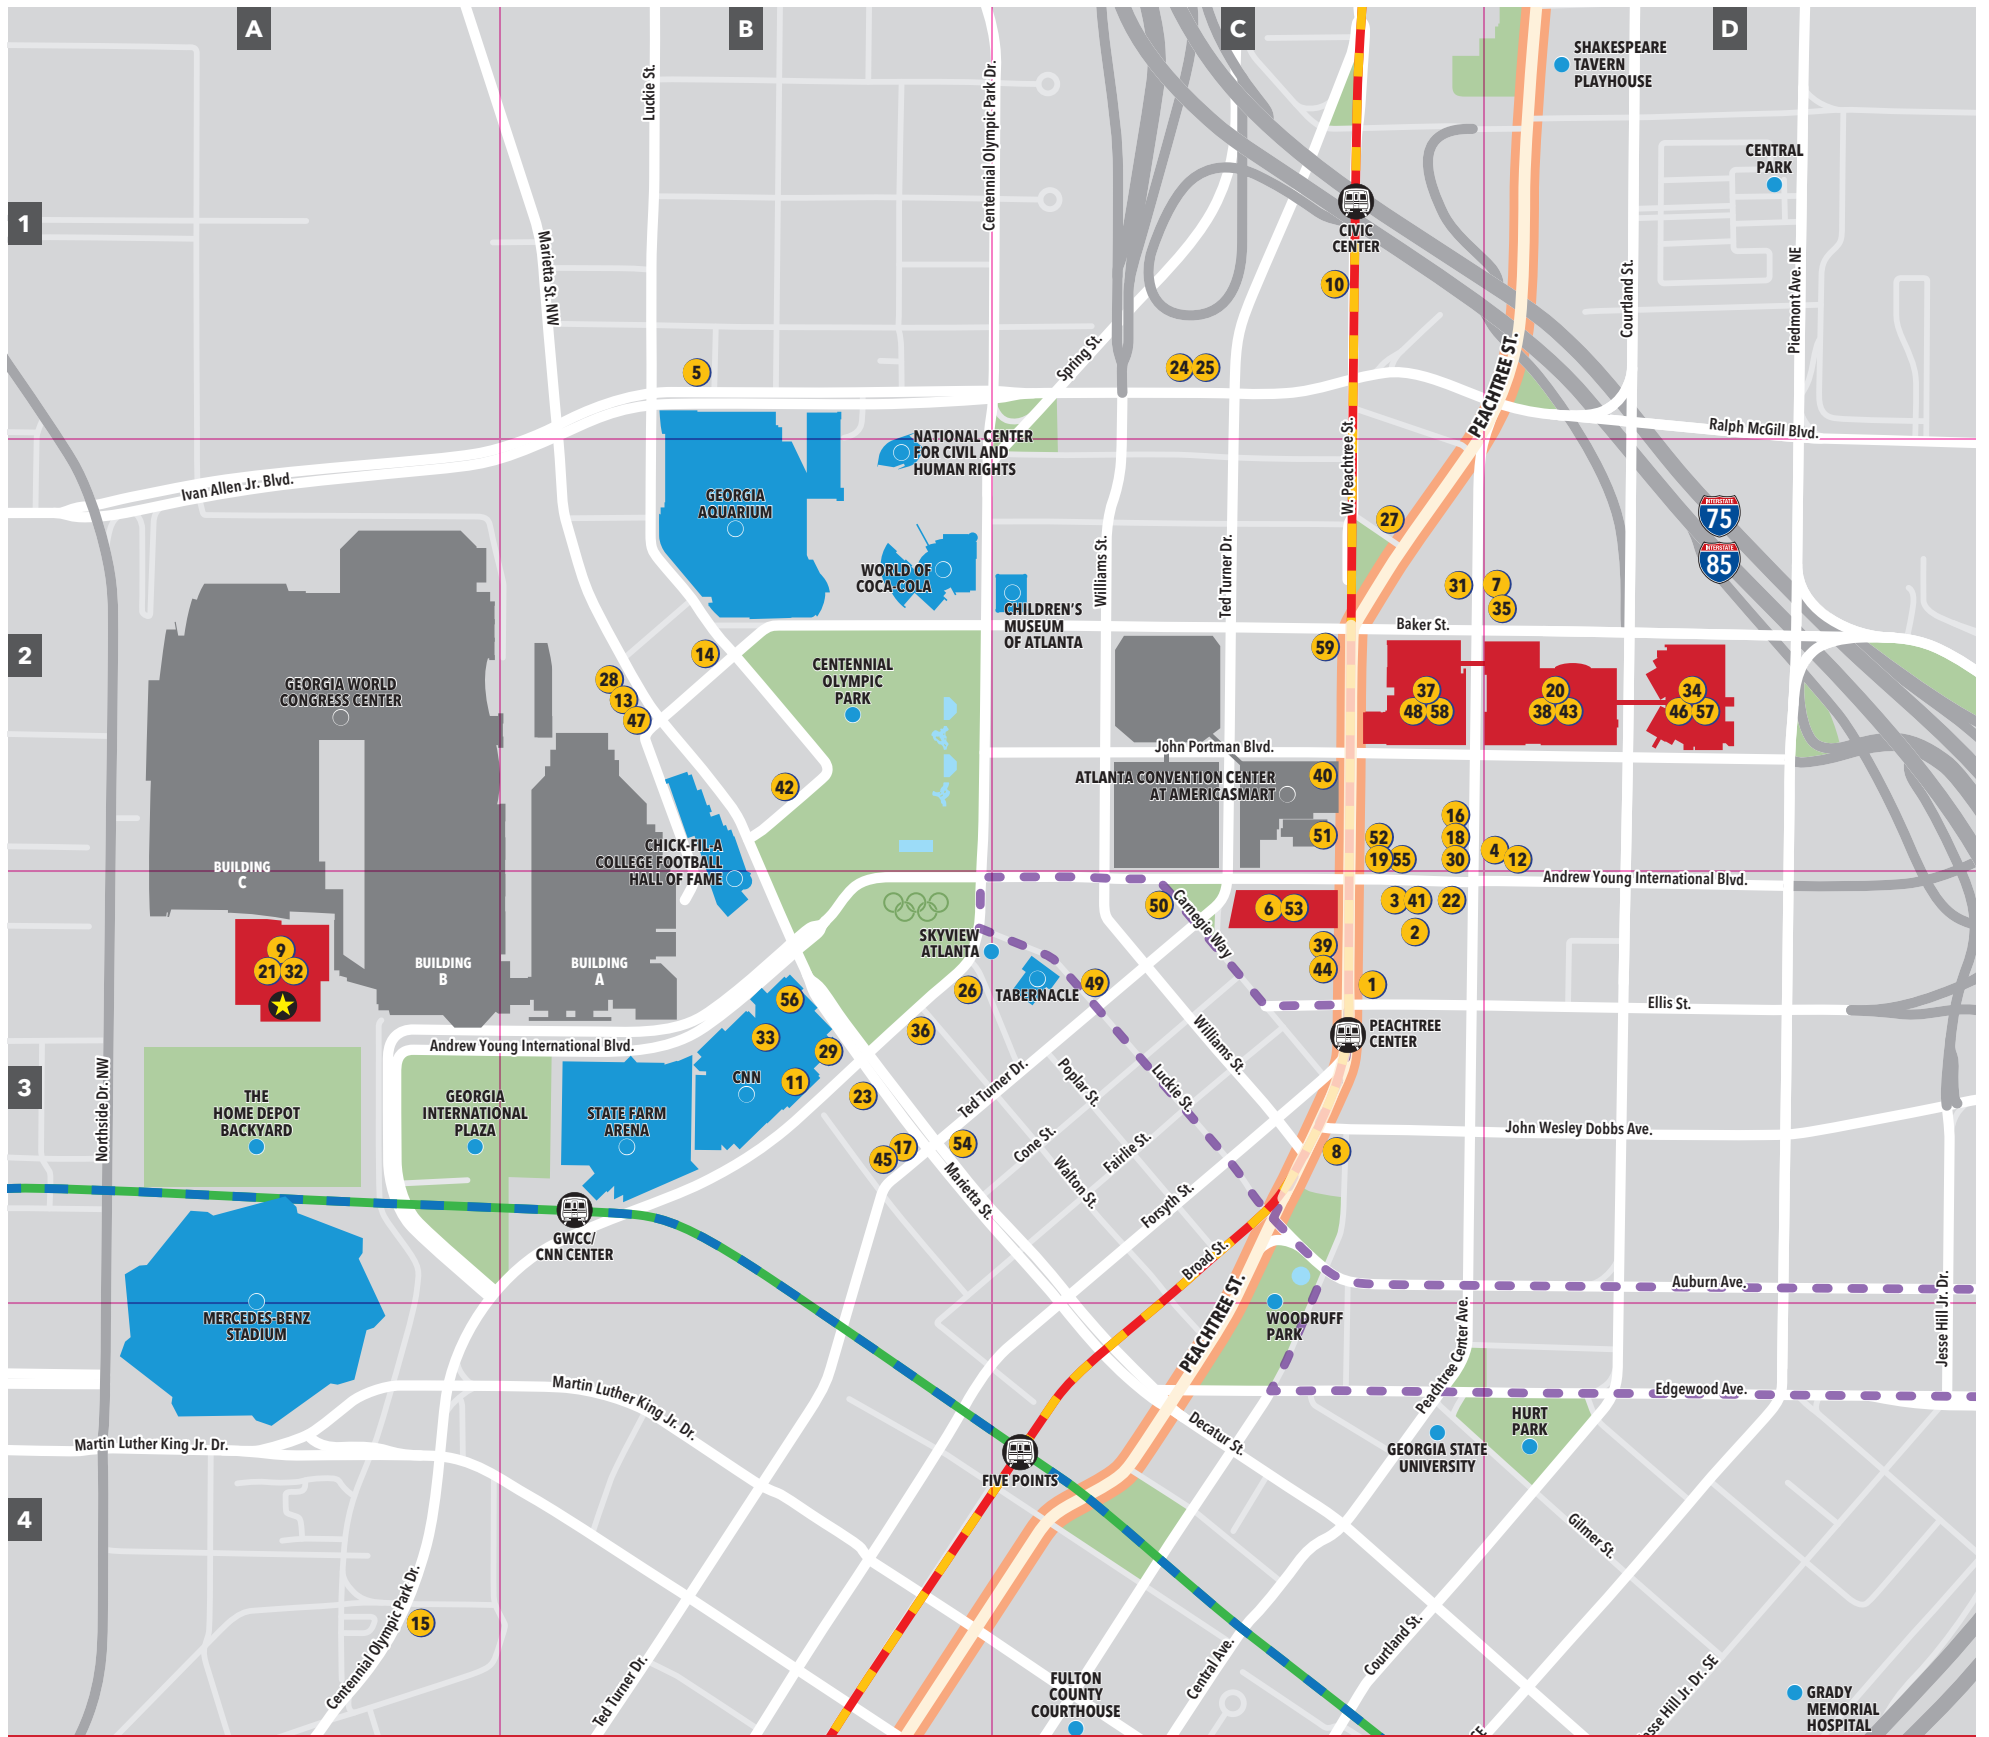 A
B
C
D
1
2
3
4
SHAKESPEARE
TAVERN
PLAYHOUSE
Luckie St.
Centennial Olympic Park Dr.
CENTRAL
PARK
CIVIC
CENTER
Marietta St. NW
10
Courtland St.
Piedmont Ave. NE
Spring St.
5
24
25
PEACHTREE ST.
Ralph McGill Blvd.
W. Peachtree St.
NATIONAL CENTER
FOR CIVIL AND
HUMAN RIGHTS
Ivan Allen Jr. Blvd.
GEORGIA
AQUARIUM
27
INTERSTATE
75
INTERSTATE
85
WORLD OF
COCA-COLA
Williams St.
Ted Turner Dr.
31
7
35
CHILDREN'S
MUSEUM
OF ATLANTA
Baker St.
59
14
CENTENNIAL
OLYMPIC
PARK
28
13
47
GEORGIA WORLD
CONGRESS CENTER
37
48
58
20
38
43
34
46
57
John Portman Blvd.
ATLANTA CONVENTION CENTER
AT AMERICASMART
40
42
16
51
52
18
19
55
30
4
12
CHICK-FIL-A
COLLEGE FOOTBALL
HALL OF FAME
BUILDING
C
Andrew Young International Blvd.
50
Carnegie Way
6
53
3
41
22
2
SKYVIEW
ATLANTA
39
44
9
21
32
BUILDING
B
BUILDING
A
26
TABERNACLE
49
1
56
Ellis St.
33
36
29
PEACHTREE
CENTER
Andrew Young International Blvd.
Williams St.
CNN
11
23
Ted Turner Dr.
Poplar St.
Luckie St.
Northside Dr. NW
THE
HOME DEPOT
BACKYARD
GEORGIA
INTERNATIONAL
PLAZA
STATE FARM
ARENA
John Wesley Dobbs Ave.
17
45
54
Cone St.
Fairlie St.
8
Marietta St.
Walton St.
Forsyth St.
GWCC/
CNN CENTER
Broad St.
PEACHTREE ST.
Auburn Ave.
MERCEDES-BENZ
STADIUM
WOODRUFF
PARK
Peachtree Center Ave.
Jesse Hill Jr. Dr.
Martin Luther King Jr. Dr.
Edgewood Ave.
Martin Luther King Jr. Dr.
Decatur St.
HURT
PARK
GEORGIA STATE
UNIVERSITY
FIVE POINTS
Gilmer St.
15
Centennial Olympic Park Dr.
Ted Turner Dr.
FULTON
COUNTY
COURTHOUSE
Central Ave.
Courtland St.
esse Hill Jr. Dr. SE
SE
GRADY
MEMORIAL
HOSPITAL